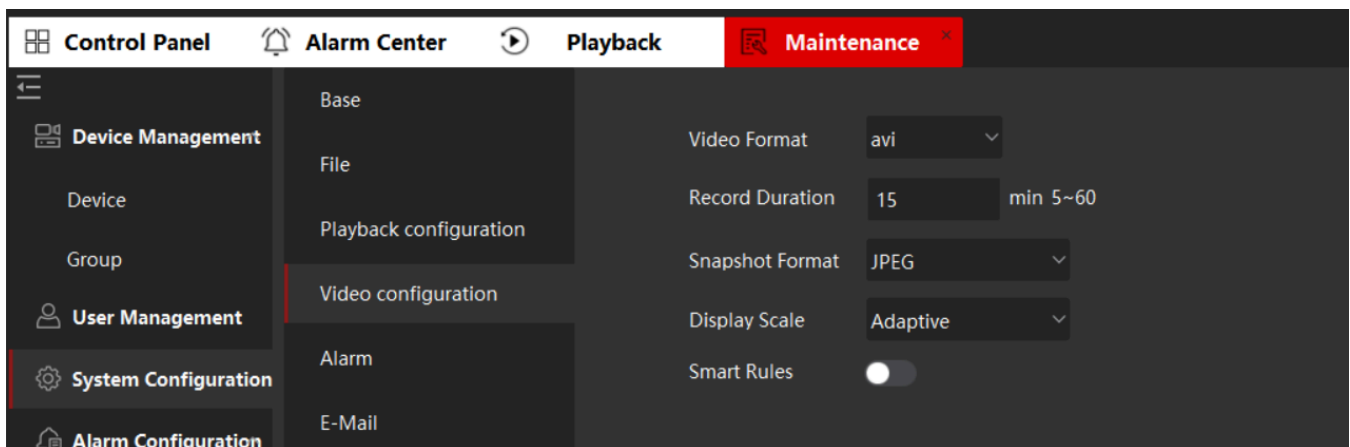 Control Panel
Alarm Center
Playback
Maintenance
Device Management
Device
Group
User Management
System Configuration
Alarm Configuration
Base
File
Playback configuration
Video configuration
Alarm
E-Mail
Video Format avi
Record Duration 15 min 5~60
Snapshot Format JPEG
Display Scale Adaptive
Smart Rules